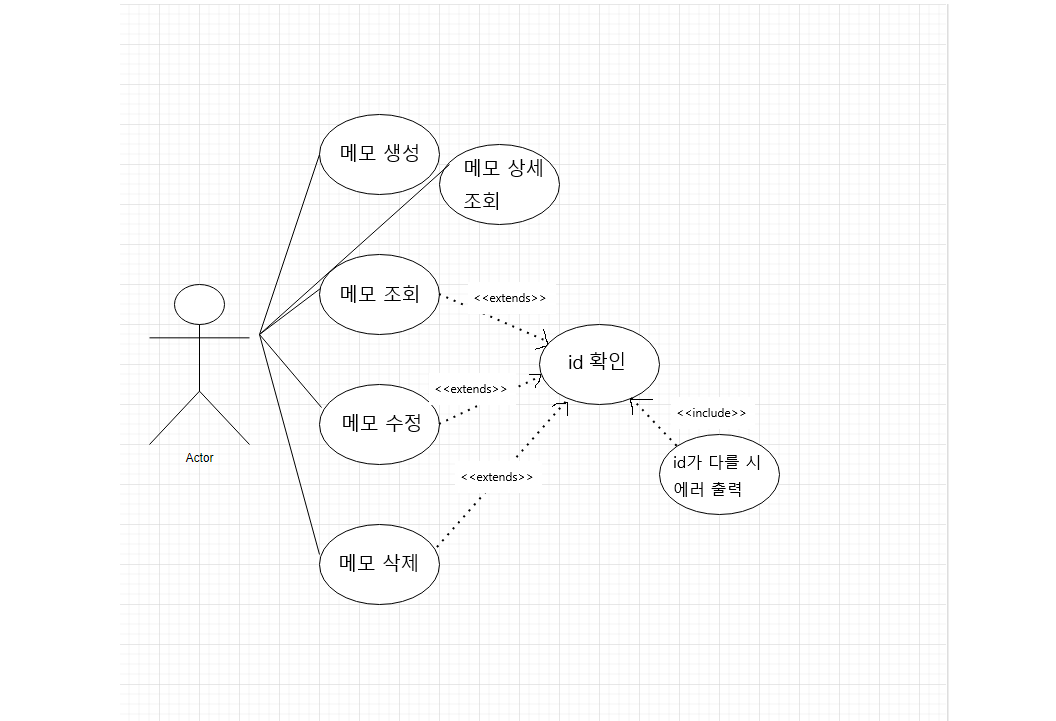 메모 생성
메모 상세
조회
메모 조회
<<extends>>
id 확인
<<extends>>
메모 수정
<<include>>
Actor
id가 다를 시
에러 출력
<<extends>>
메모 삭제